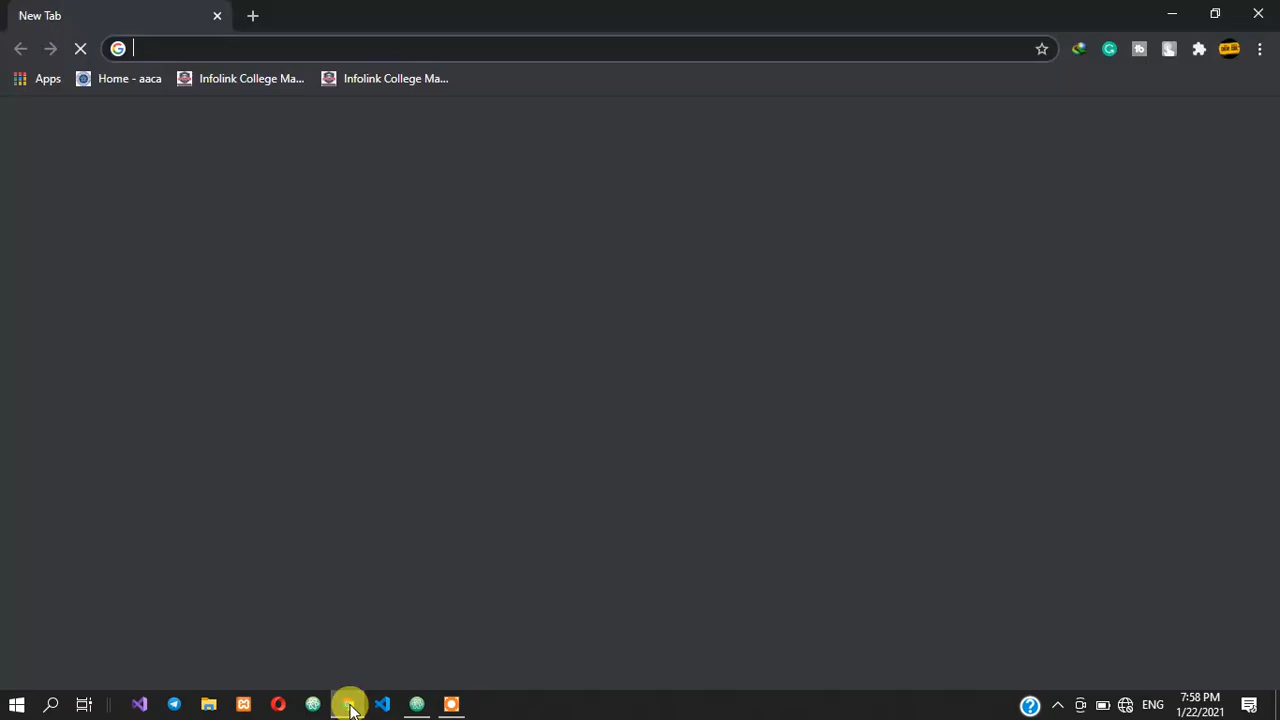 New Tab
Apps
Home - aaca
Infolink College Ma...
Infolink College Ma...
ENG
7:58 PM
1/22/2021